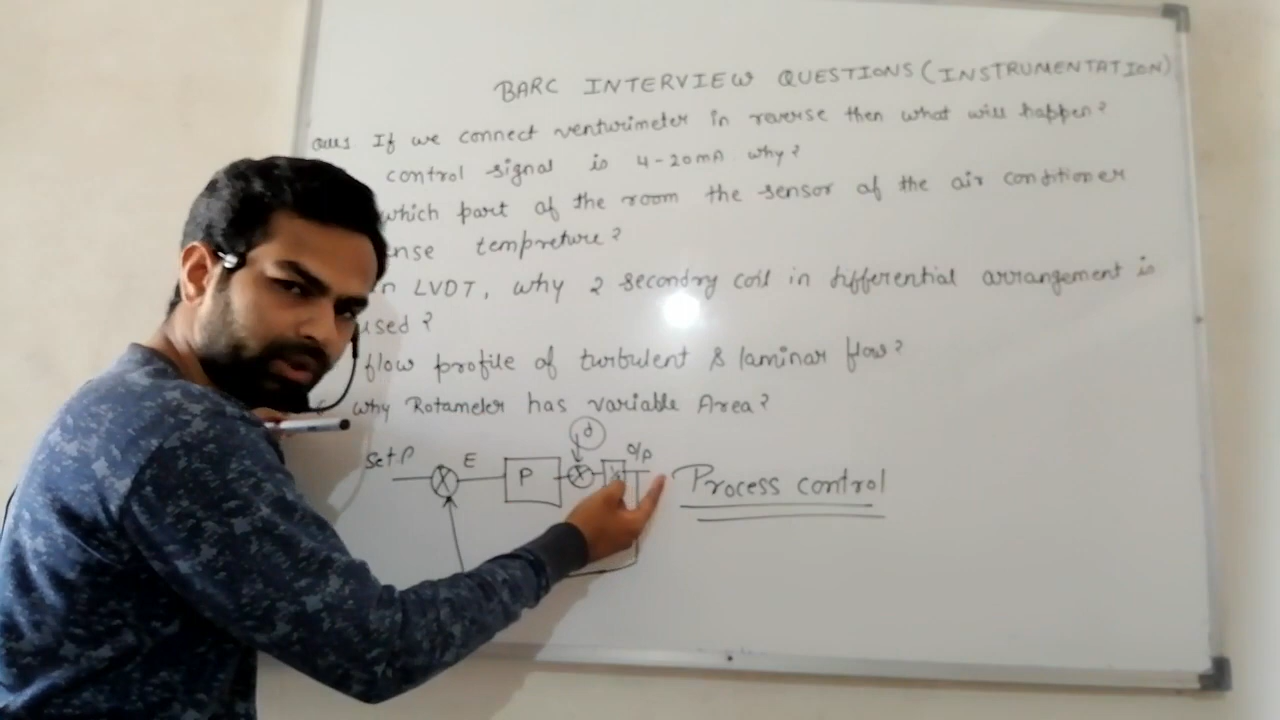 BARC INTERVIEW QUESTIONS (INSTRUMENTATION)
Ques If we connect venturimeter in reverse then what will happen?
control signal is 4-20mA why?
which part of the room the sensor of the air conditioner
nse tempreture?
n LVDT, why 2 secondry coil in differential arrangement is
used?
flow profile of turbulent & laminar flow?
why Rotameter has variable Area?
d
Set P E P O/P
Process control